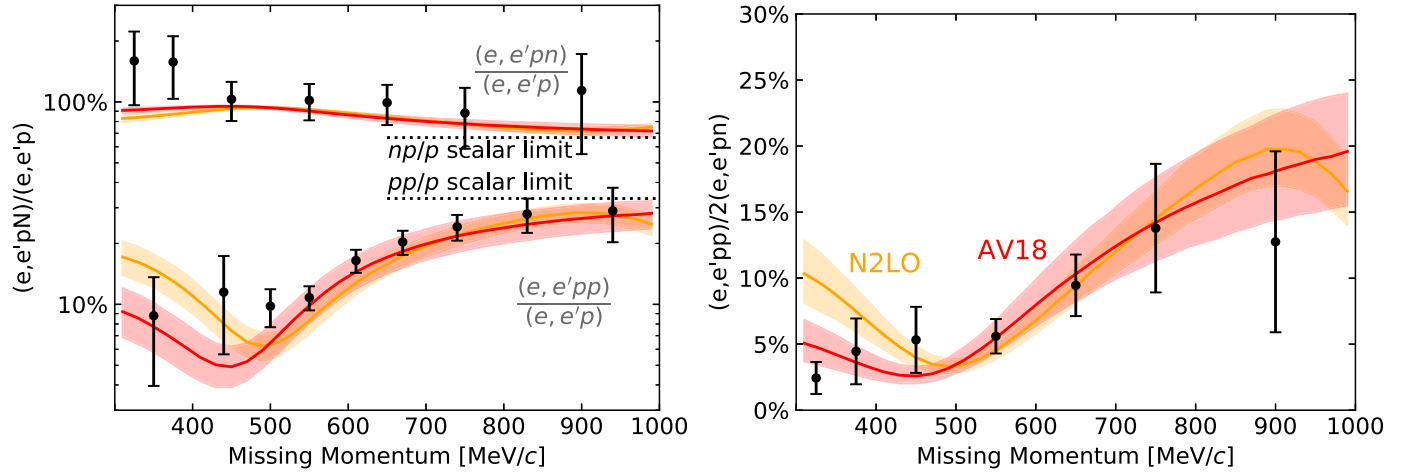 (e,e'pN)/(e,e'p)
100%
10%
(e, e'pn)
(e, e'p)
np/p scalar limit
pp/p scalar limit
(e, e'pp)
(e, e'p)
400 500 600 700 800 900 1000
Missing Momentum [MeV/c]
(e,e'pp)/2(e,e'pn)
30%
25%
20%
15%
10%
5%
0%
N2LO
AV18
400 500 600 700 800 900 1000
Missing Momentum [MeV/c]